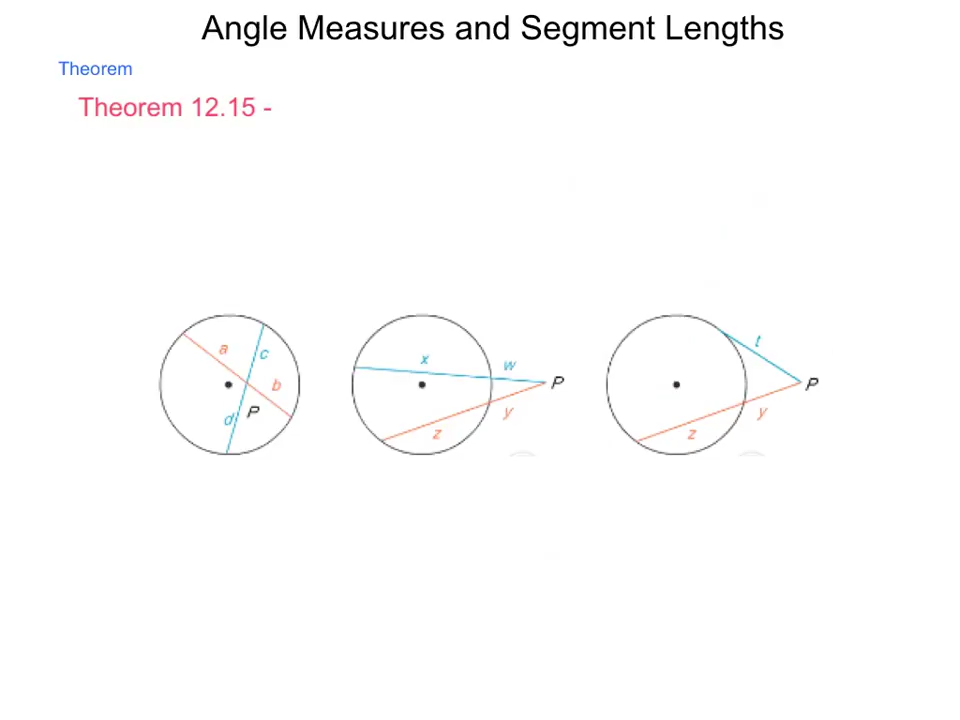 Angle Measures and Segment Lengths
Theorem
Theorem 12.15 -
a
c
b
d
P
x
w
P
y
z
t
P
y
z